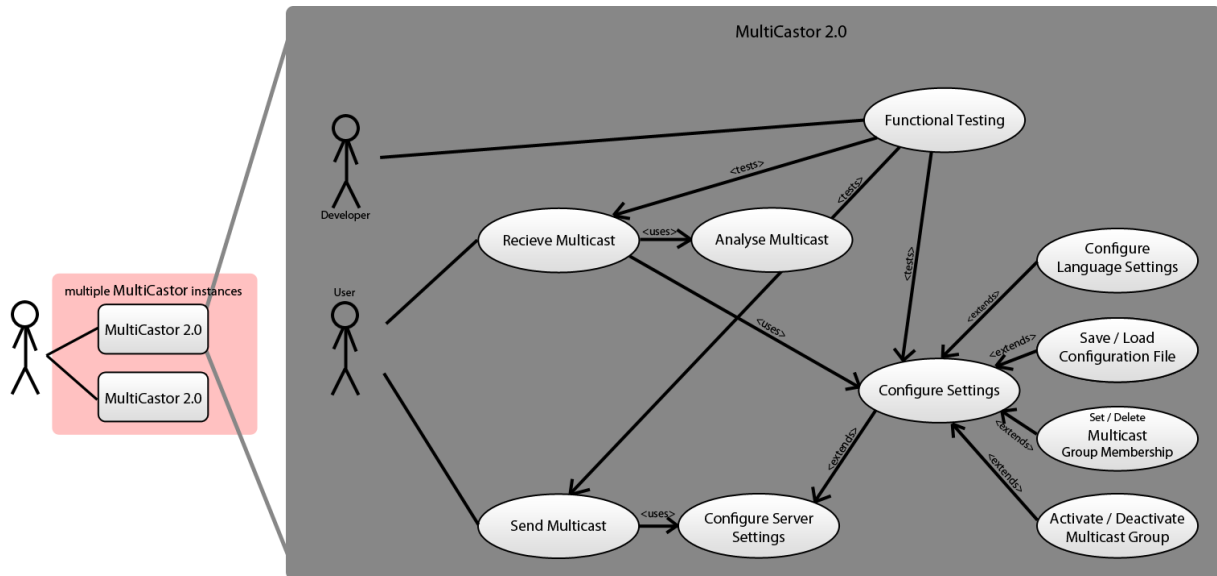 MultiCastor 2.0
Functional Testing
Developer
<tests>
<tests>
<tests>
Recieve Multicast
<uses>
Analyse Multicast
Configure
Language Settings
multiple MultiCastor instances
MultiCastor 2.0
MultiCastor 2.0
User
<uses>
<extends>
<extends>
Save / Load
Configuration File
Configure Settings
Set / Delete
Multicast
Group Membership
<extends>
<extends>
<extends>
Send Multicast
<uses>
Configure Server
Settings
Activate / Deactivate
Multicast Group